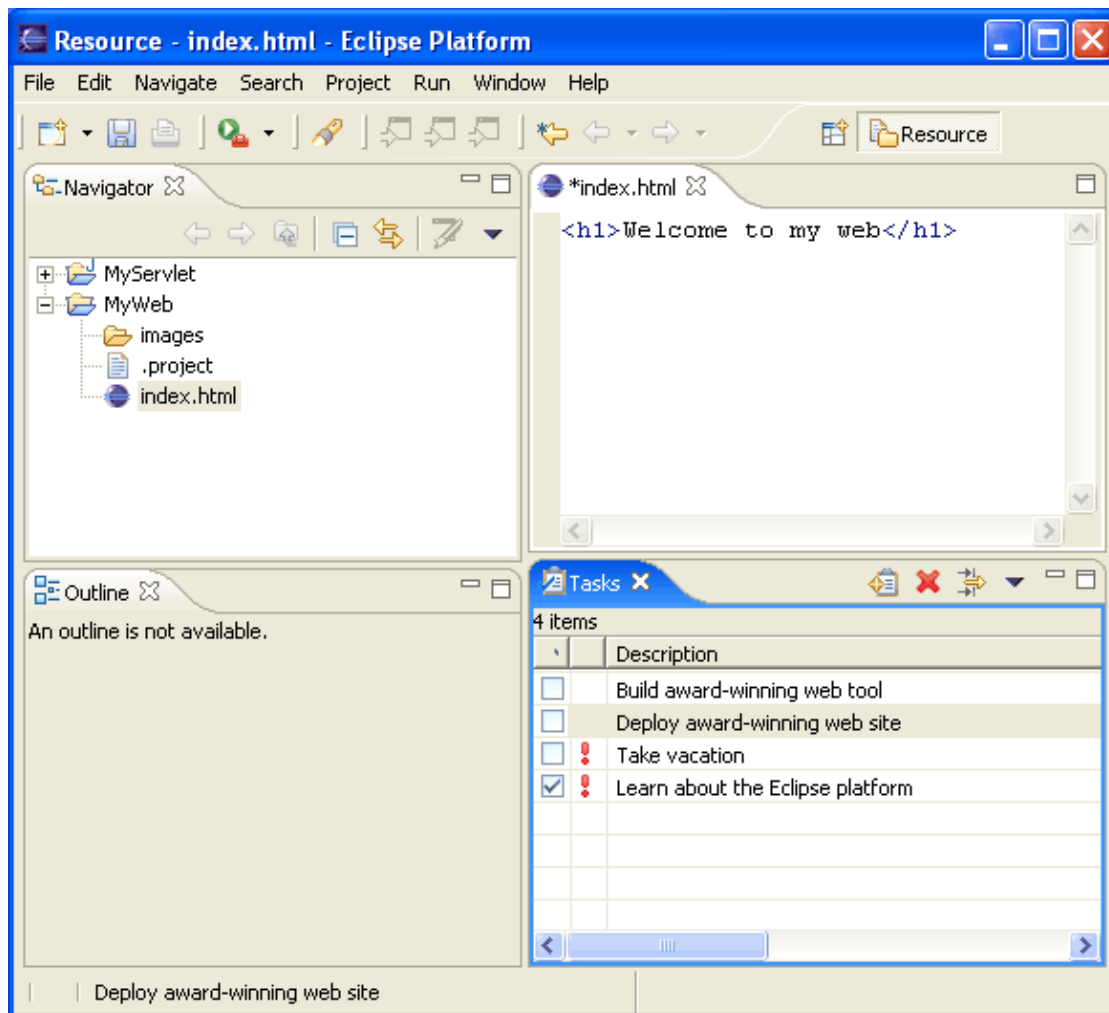 Resource - index.html - Eclipse Platform
File Edit Navigate Search Project Run Window Help
Resource
Navigator
MyServlet
MyWeb
images
.project
index.html
*index.html
<h1>Welcome to my web</h1>
Outline
An outline is not available.
Tasks
4 items
Description
Build award-winning web tool
Deploy award-winning web site
Take vacation
Learn about the Eclipse platform
Deploy award-winning web site